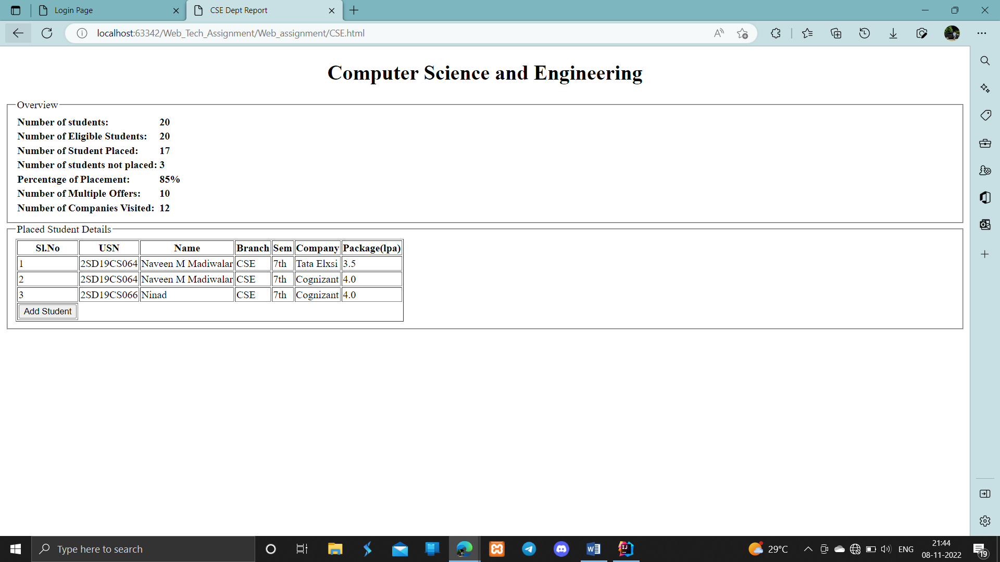 Login Page
CSE Dept Report
localhost:63342/Web_Tech_Assignment/Web_assignment/CSE.html
Computer Science and Engineering
Overview
Number of students: 20
Number of Eligible Students: 20
Number of Student Placed: 17
Number of students not placed: 3
Percentage of Placement: 85%
Number of Multiple Offers: 10
Number of Companies Visited: 12
Placed Student Details
Sl.No USN Name Branch Sem Company Package(lpa)
1 2SD19CS064 Naveen M Madiwalar CSE 7th Tata Elxsi 3.5
2 2SD19CS064 Naveen M Madiwalar CSE 7th Cognizant 4.0
3 2SD19CS066 Ninad CSE 7th Cognizant 4.0
Add Student
Type here to search
29°C
ENG
21:44
08-11-2022
19